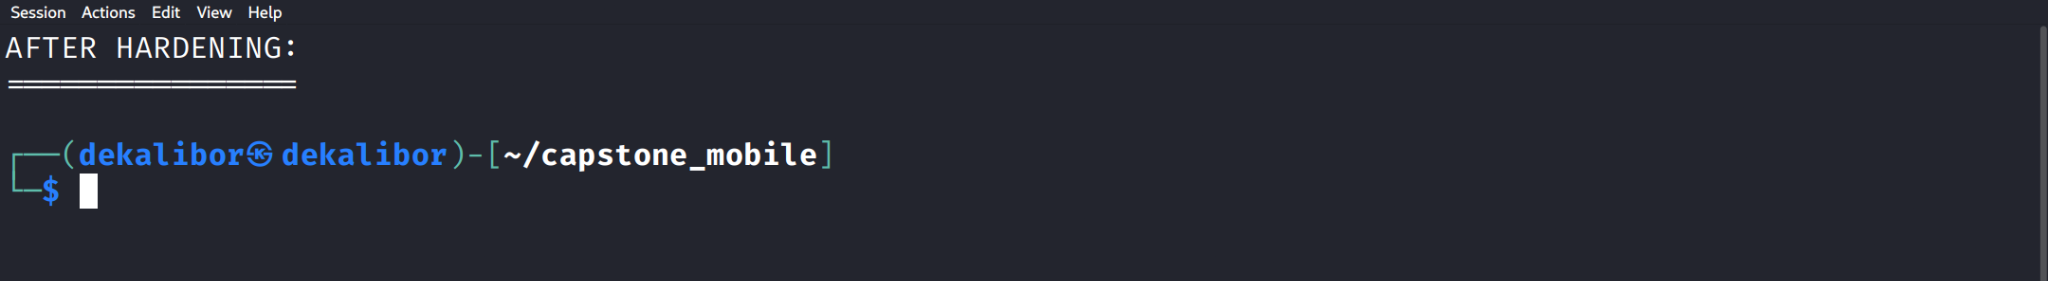 Session Actions Edit View Help
AFTER HARDENING:
================
┌──(dekalibor㉿dekalibor)-[~/capstone_mobile]
└─$